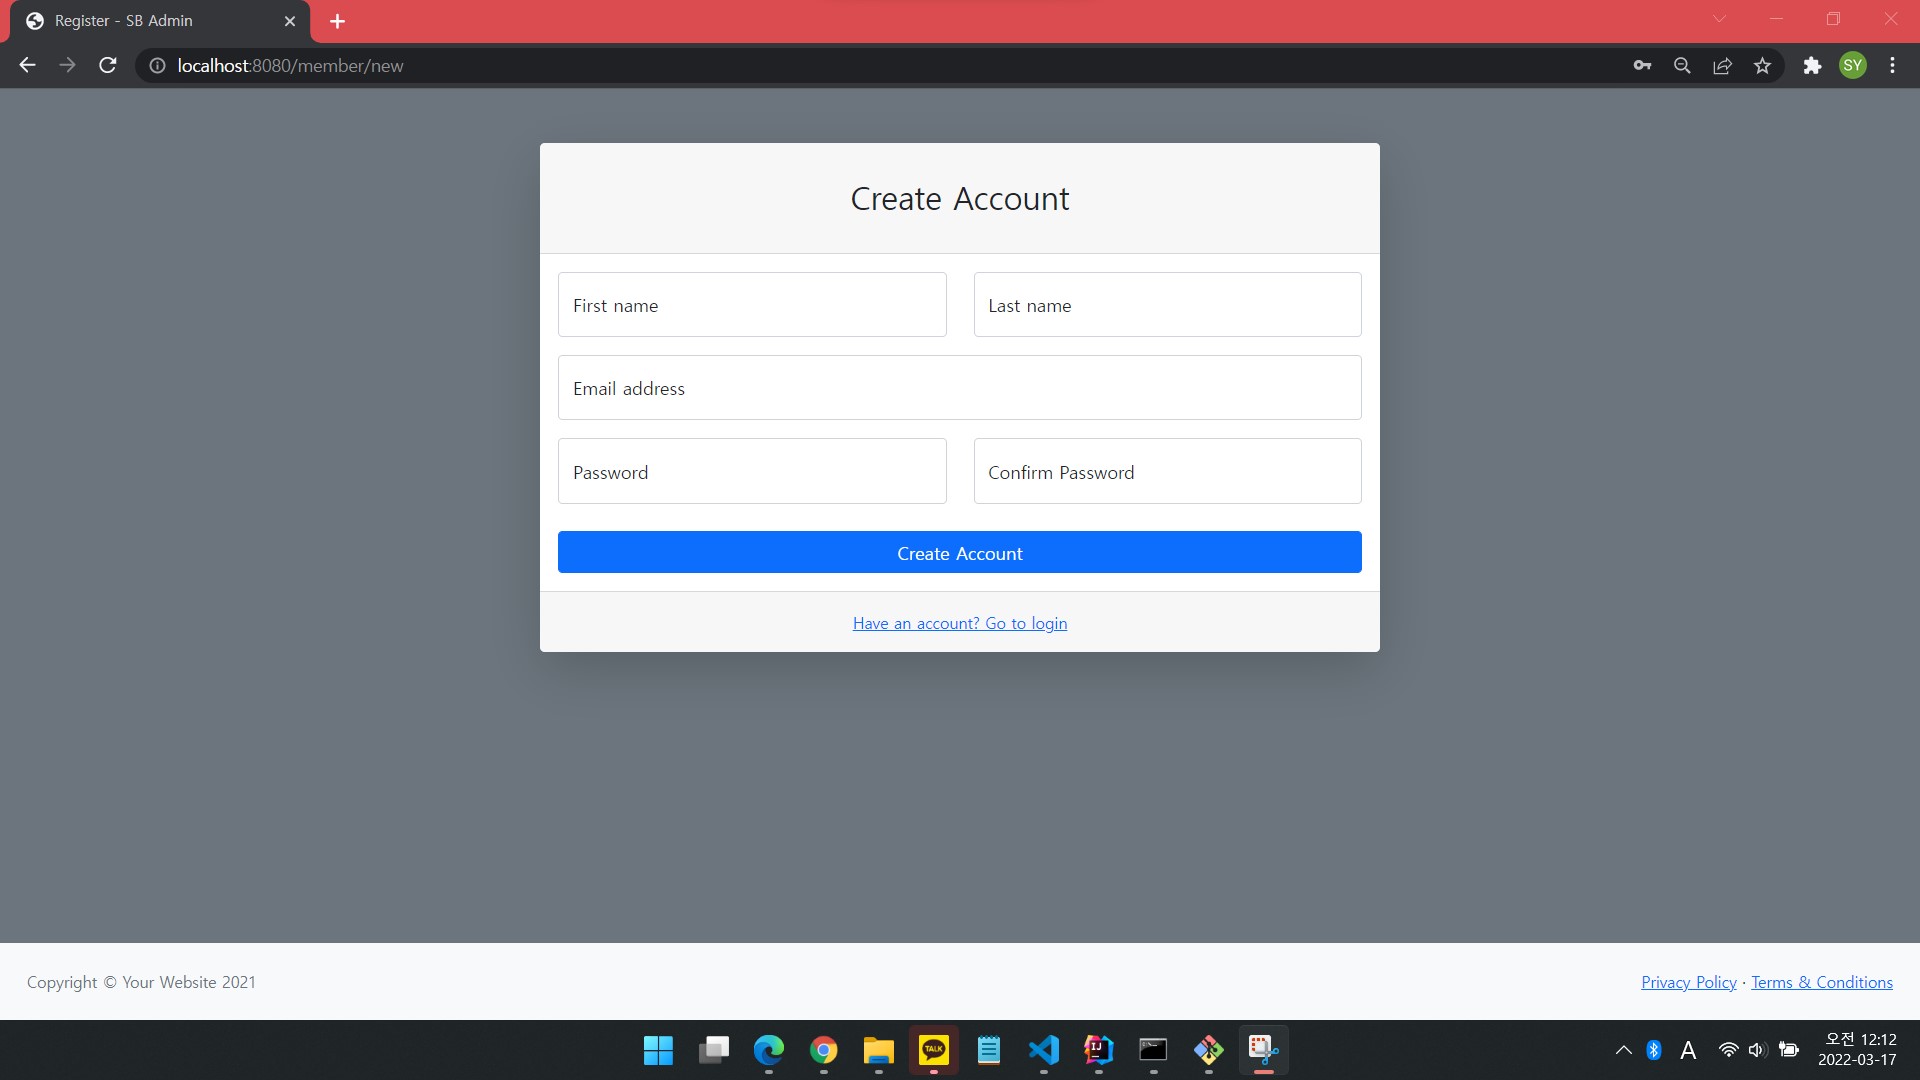 Register - SB Admin
localhost:8080/member/new
SY
Create Account
First name
Last name
Email address
Password
Confirm Password
Create Account
Have an account? Go to login
Copyright © Your Website 2021
Privacy Policy · Terms & Conditions
TALK
IJ
A
오전 12:12
2022-03-17